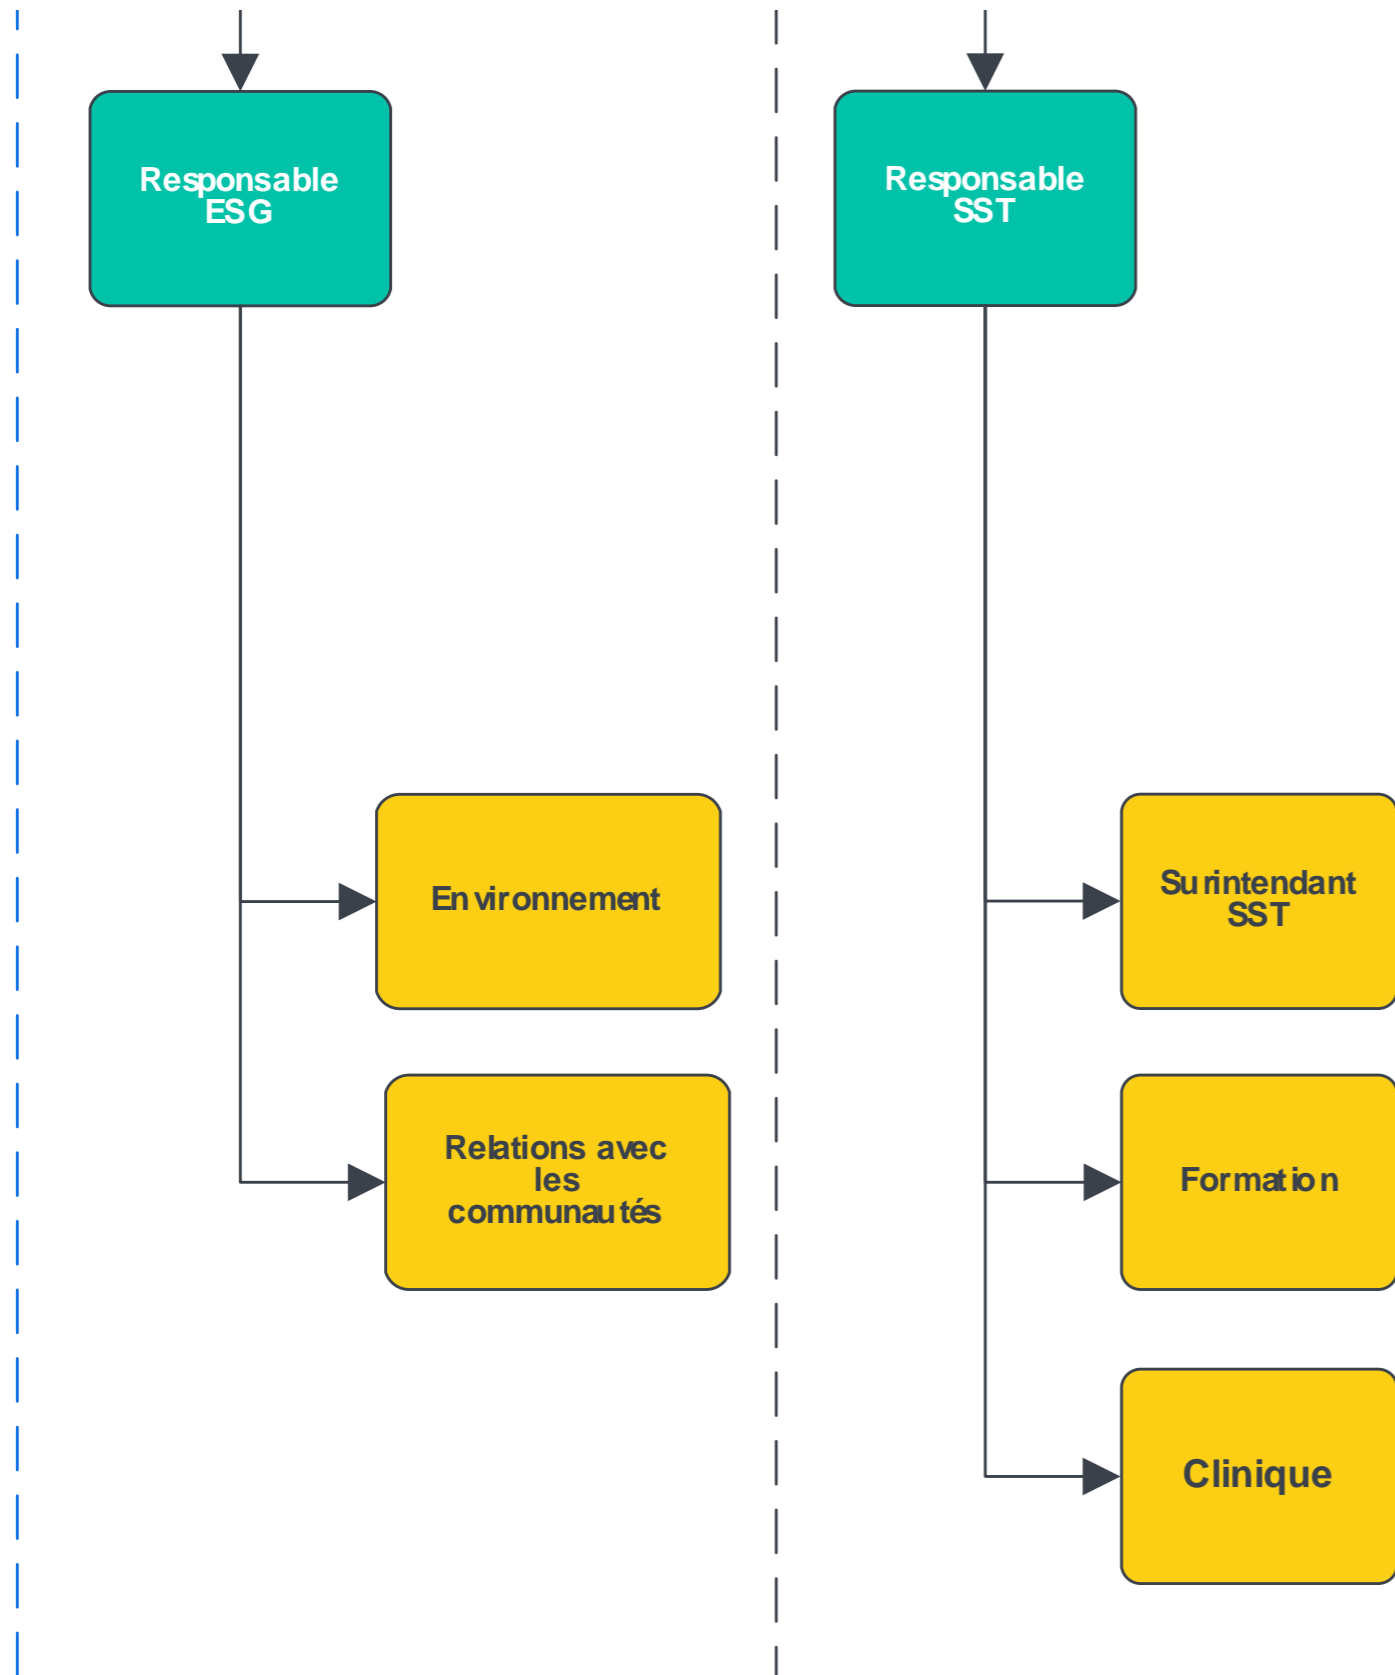 Responsable
ESG
Responsable
SST
Environnement
Surintendant
SST
Relations avec
les
communautés
Formation
Clinique